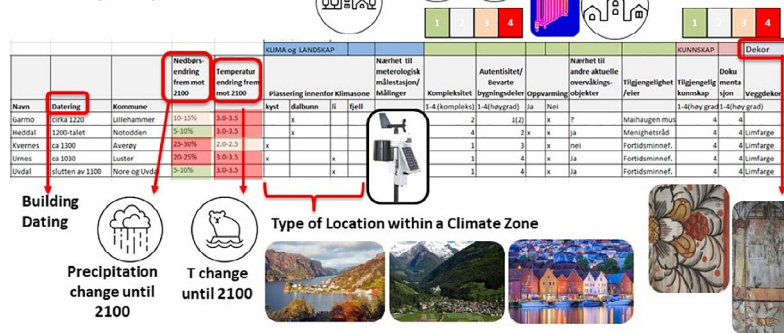 1 2 3 4
1 2 3 4
KLIMA og LANDSKAP KUNNSKAP Dekor
Nedbørs-endring frem mot 2100 Temperatur endring frem mot 2100 Plassering innenfor Klimasone Nærhet til meteorologisk målestasjon/ Målinger Kompleksitet Autentisitet/ Bevarte bygningsdeler Oppvarming Nærhet til andre aktuelle overvåknings-objekter Tilgjengelighet /eier Tilgjengelig kunnskap Doku menta sjon Veggdekor
Navn Datering Kommune kyst dalbunn li fjell 1-4 (kompleks) 1-4(høy grad) Ja Nei 1-4(høy grad) 1-4(høy grad)
Garmo cirka 1220 Lillehammer 10-15% 3.0-3.5 x 2 1(2) x ? Maihaugen mus 4 4
Heddal 1200-tallet Notodden 5-10% 3.0-3.5 x 4 2 x x ja Menighetsråd 4 4 Limfarge
Kvernes ca 1300 Averøy 25-30% 2.0-2.5 x 1 3 x nei Fortidsminnef. 4 4 Limfarge
Urnes ca 1030 Luster 20-25% 3.0-3.5 x x 1 4 x Ja Fortidsminnef. 4 4 Limfarge
Uvdal slutten av 1100 Nore og Uvdal 5-10% 3.0-3.5 x 2 4 x Ja Fortidsminnef. 4 4 Limfarge
Building
Dating
Type of Location within a Climate Zone
Precipitation
change until
2100
T change
until 2100